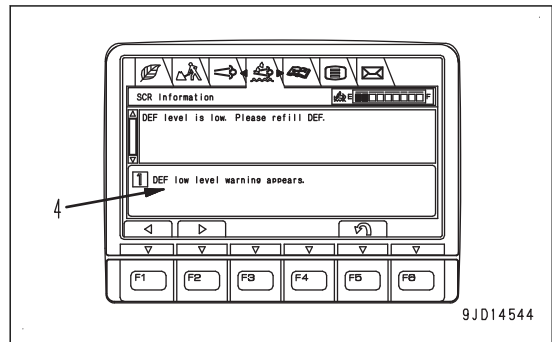 SCR Information
E F
DEF level is low. Please refill DEF.
1 DEF low level warning appears.
4
F1 F2 F3 F4 F5 F6
9JD14544